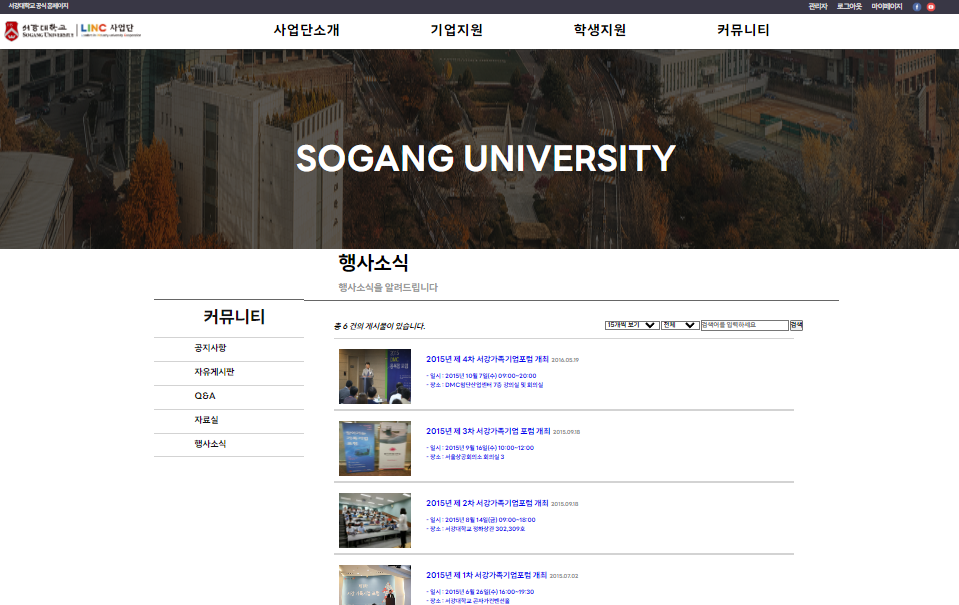 서강대학교 공식 홈페이지
관리자 로그아웃 마이페이지
서강대학교 SOGANG UNIVERSITY LINC 사업단
사업단소개 기업지원 학생지원 커뮤니티
SOGANG UNIVERSITY
행사소식
행사소식을 알려드립니다
커뮤니티
공지사항
자유게시판
Q&A
자료실
행사소식
총 6 건의 게시물이 있습니다.
15개씩 보기 전체 검색어를 입력하세요 검색
2015년 제 4차 서강가족기업포럼 개최 2016.05.19
- 일시 : 2015년 10월 7일(수) 09:00~20:00
- 장소 : DMC첨단산업센터 7층 강의실 및 회의실
2015년 제 3차 서강가족기업 포럼 개최 2015.09.18
- 일시 : 2015년 9월 16일(수) 10:00~12:00
- 장소 : 서울상공회의소 회의실 3
2015년 제 2차 서강가족기업포럼 개최 2015.09.18
- 일시 : 2015년 8월 14일(금) 09:00~18:00
- 장소 : 서강대학교 정하상관 302,309호
2015년 제 1차 서강가족기업포럼 개최 2015.07.02
- 일시 : 2015년 6월 26일(수) 16:00~19:30
- 장소 : 서강대학교 곤자가컨벤션홀